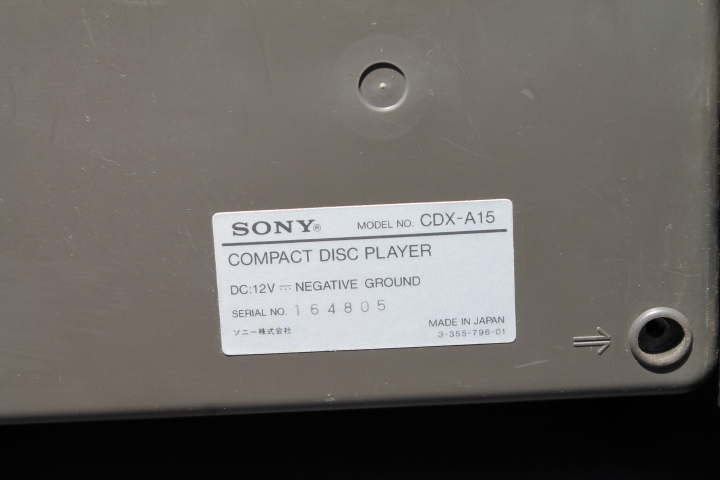 SONY® MODEL NO. CDX-A15
COMPACT DISC PLAYER
DC:12V ⎓ NEGATIVE GROUND
SERIAL NO. 164805
ソニー株式会社
MADE IN JAPAN
3-355-796-01